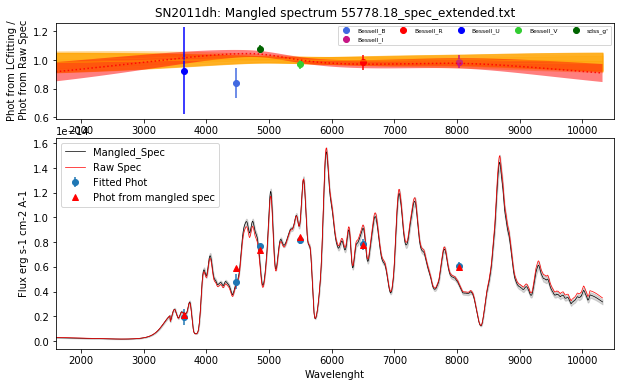 SN2011dh: Mangled spectrum 55778.18_spec_extended.txt
Phot from LCfitting /
Phot from Raw Spec
1.2
1.0
0.8
0.6
Bessell_B
Bessell_R
Bessell_U
Bessell_V
sdss_g'
Bessell_I
2000 3000 4000 5000 6000 7000 8000 9000 10000
1e−14
Flux erg s-1 cm-2 A-1
1.6
1.4
1.2
1.0
0.8
0.6
0.4
0.2
0.0
Mangled_Spec
Raw Spec
Fitted Phot
Phot from mangled spec
2000 3000 4000 5000 6000 7000 8000 9000 10000
Wavelenght